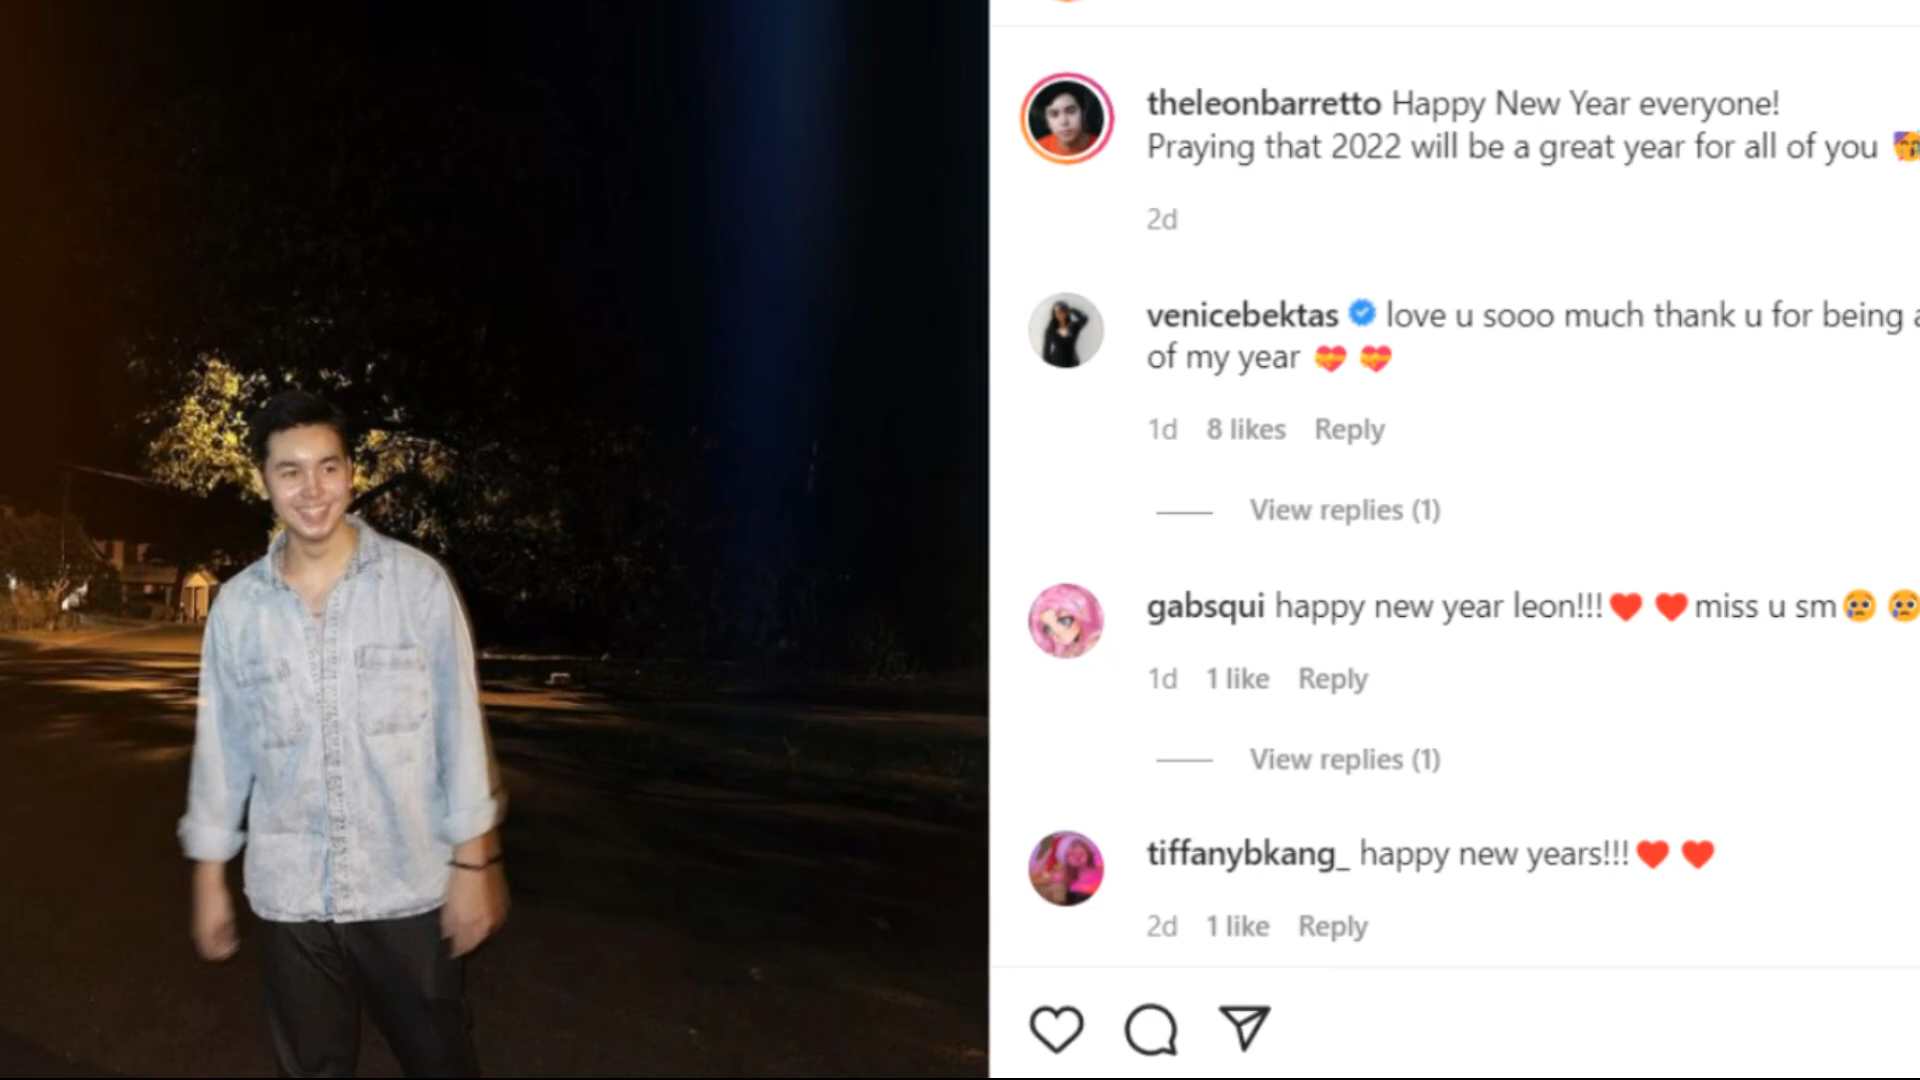 theleonbarretto Happy New Year everyone!
Praying that 2022 will be a great year for all of you 🥳
2d
venicebektas love u sooo much thank u for being a
of my year 💝 💝
1d 8 likes Reply
View replies (1)
gabsqui happy new year leon!!!❤️ ❤️miss u sm😢 😢
1d 1 like Reply
View replies (1)
tiffanybkang_ happy new years!!!❤️ ❤️
2d 1 like Reply